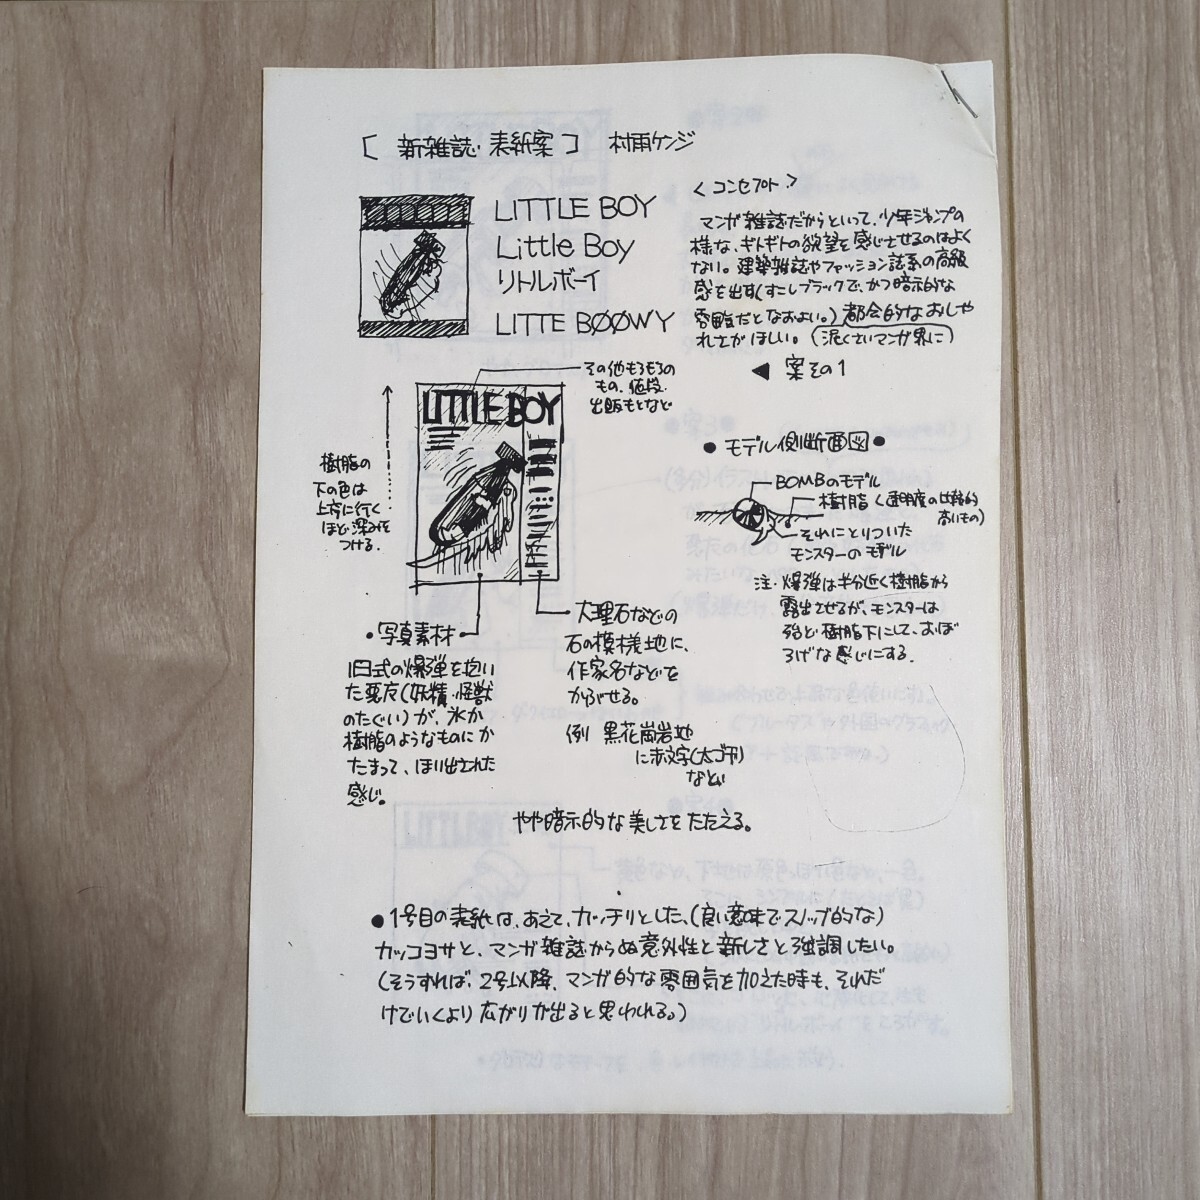 [ 新雑誌・表紙案 ] 村雨ケンジ
LITTLE BOY
Little Boy
リトルボーイ
LITTE BØØWY
〈コンセプト〉
マンガ雑誌だからといって、少年ジャンプの
様な、ギトギトの欲望を感じさせるのはよく
ない。建築雑誌やファッション誌系の高級
感を出す(すこしブラックで、かつ暗示的な
雰囲気だとなおよい。)都会的なおしゃ
れさがほしい。(泥くさいマンガ界に)
◀ 案その1
その他もろもろの
もの、値段、
出版もとなど
LITTLE BOY
樹脂の
下の色は
上方に行く
ほど深みを
つける.
● モデル側断面図 ●
BOMBのモデル
樹脂(透明度の比較的
高いもの)
それにとりついた
モンスターのモデル
注・爆弾は半分近く樹脂から
露出させるが、モンスターは
殆ど樹脂下にして、おぼ
ろげな感じにする.
・写真素材
旧式の爆弾を抱い
た悪友(妖精・怪獣
のたぐい)が、氷か
樹脂のようなものにか
たまって、ほり出された
感じ。
大理石などの
石の模様地に、
作家名などを
かぶせる。
例 黒花崗岩地
に赤文字(太ゴ刊)
など
やや暗示的な美しさをたたえる。
●1号目の表紙は、あえて、カッチリとした、(良い意味でスノッブ的な)
カッコヨサと、マンガ雑誌からぬ意外性と新しさと強調したい。
(そうすれば、2号以降、マンガ的な雰囲気を加えた時も、それだ
けでいくより広がりが出ると思われる。)